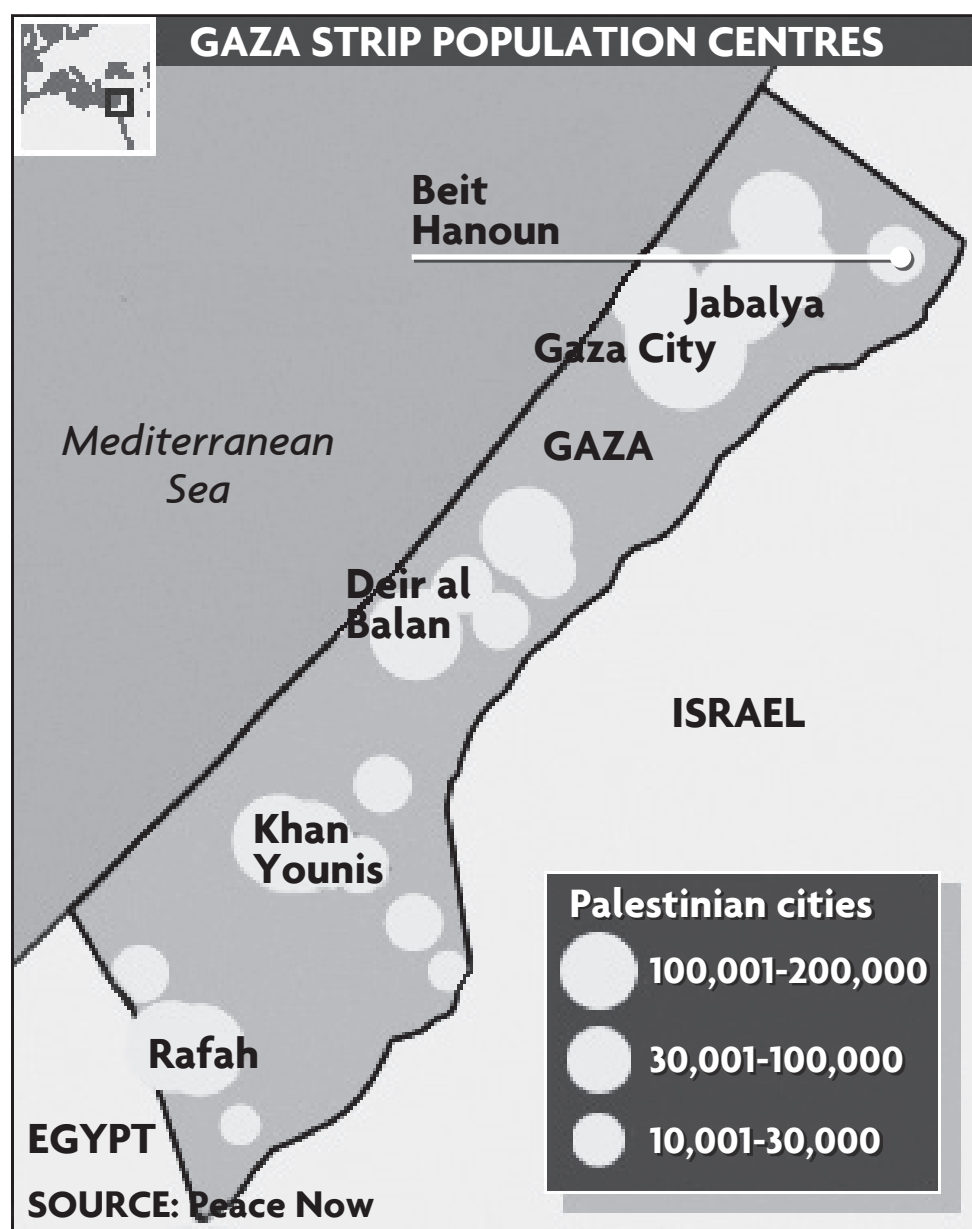 GAZA STRIP POPULATION CENTRES
Beit
Hanoun
Jabalya
Gaza City
GAZA
Mediterranean
Sea
Deir al
Balan
ISRAEL
Khan
Younis
Rafah
EGYPT
SOURCE: Peace Now
Palestinian cities
100,001-200,000
30,001-100,000
10,001-30,000